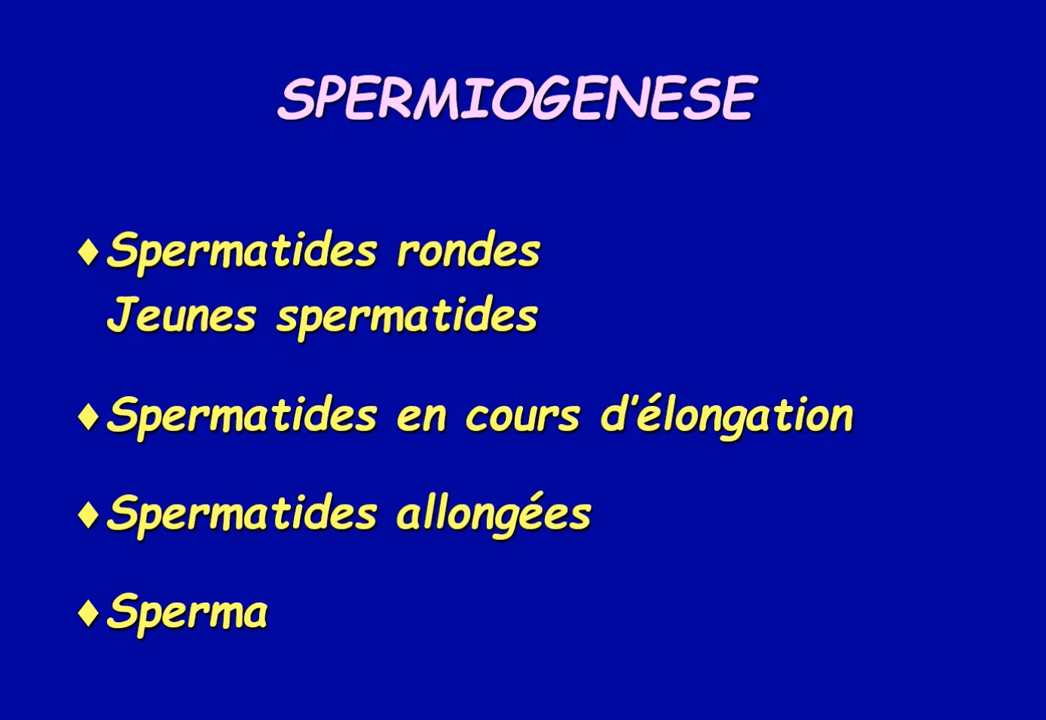 SPERMIOGENESE
♦Spermatides rondes
Jeunes spermatides
♦Spermatides en cours d’élongation
♦Spermatides allongées
♦Sperma